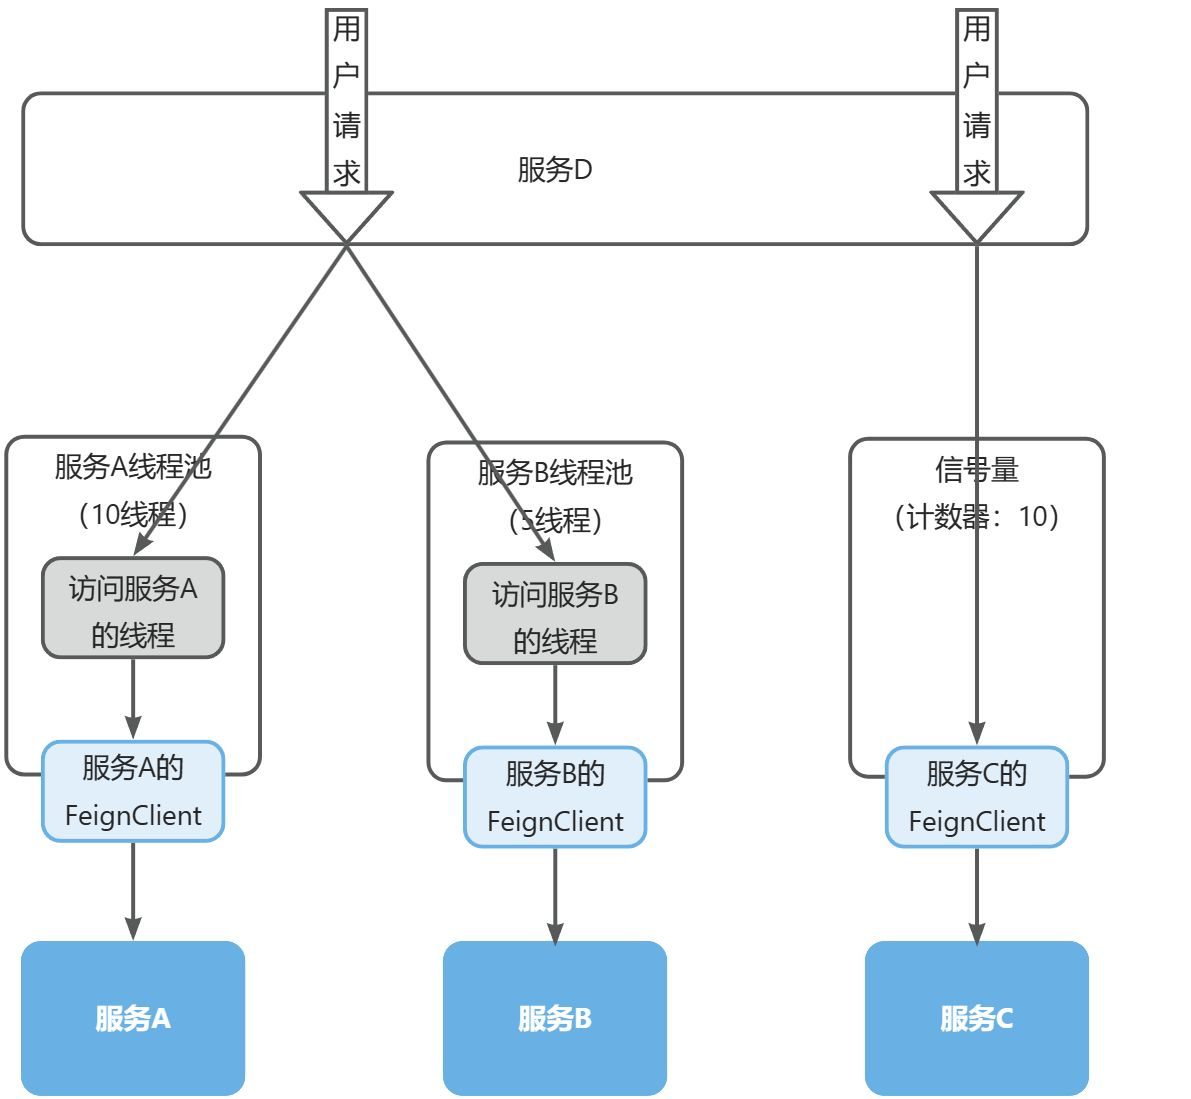 用户请求
用户请求
服务D
服务A线程池
（10线程）
服务B线程池
（5线程）
信号量
（计数器：10）
访问服务A
的线程
访问服务B
的线程
服务A的
FeignClient
服务B的
FeignClient
服务C的
FeignClient
服务A
服务B
服务C